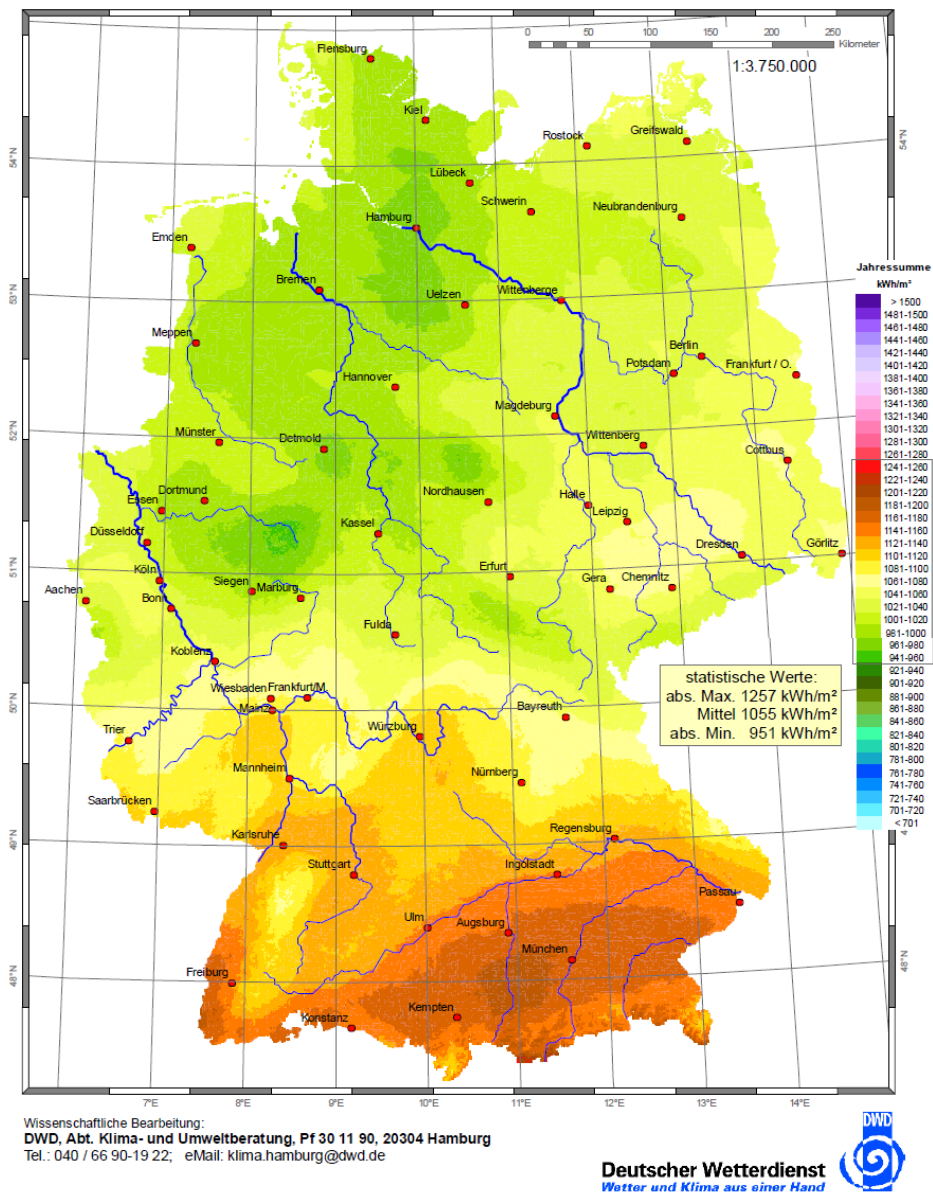 0 50 100 150 200 250 Kilometer
1:3.750.000
Flensburg
Kiel
Rostock
Greifswald
54°N
54°N
Lübeck
Schwerin
Neubrandenburg
Hamburg
Emden
Bremen
Uelzen
Wittenberge
53°N
Meppen
Berlin
Potsdam
Frankfurt / O.
Hannover
Magdeburg
52°N
Münster
Detmold
Wittenberg
Cottbus
Dortmund
Essen
Nordhausen
Halle
Leipzig
Düsseldorf
Kassel
Dresden
Görlitz
51°N
Köln
Erfurt
Aachen
Siegen
Marburg
Gera
Chemnitz
Bonn
Fulda
Koblenz
Wiesbaden
Frankfurt/M.
50°N
Mainz
Bayreuth
Trier
Würzburg
Mannheim
Nürnberg
Saarbrücken
49°N
Karlsruhe
Regensburg
Stuttgart
Ingolstadt
Passau
Ulm
Augsburg
München
48°N
48°N
Freiburg
Kempten
Konstanz
7°E 8°E 9°E 10°E 11°E 12°E 13°E 14°E
Jahressumme
kWh/m²
> 1500
1481-1500
1461-1480
1441-1460
1421-1440
1401-1420
1381-1400
1361-1380
1341-1360
1321-1340
1301-1320
1281-1300
1261-1280
1241-1260
1221-1240
1201-1220
1181-1200
1161-1180
1141-1160
1121-1140
1101-1120
1081-1100
1061-1080
1041-1060
1021-1040
1001-1020
981-1000
961-980
941-960
921-940
901-920
881-900
861-880
841-860
821-840
801-820
781-800
761-780
741-760
721-740
701-720
< 701
statistische Werte:
abs. Max. 1257 kWh/m²
Mittel 1055 kWh/m²
abs. Min. 951 kWh/m²
Wissenschaftliche Bearbeitung:
DWD, Abt. Klima- und Umweltberatung, Pf 30 11 90, 20304 Hamburg
Tel.: 040 / 66 90-19 22; eMail: klima.hamburg@dwd.de
DWD
Deutscher Wetterdienst
Wetter und Klima aus einer Hand